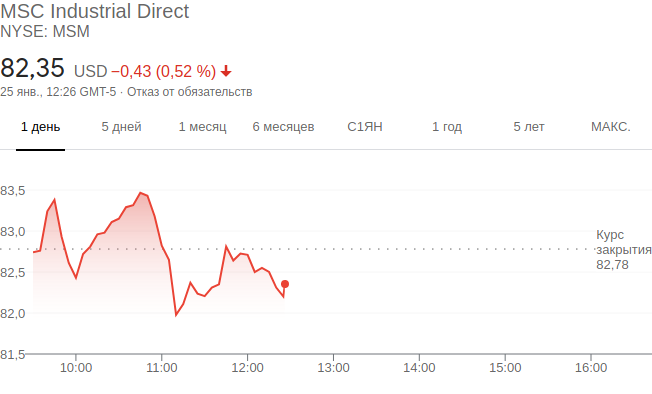 MSC Industrial Direct
NYSE: MSM
82,35 USD −0,43 (0,52 %)
25 янв., 12:26 GMT-5 · Отказ от обязательств
1 день 5 дней 1 месяц 6 месяцев С1ЯН 1 год 5 лет МАКС.
83,5
83,0
Курс
закрытия
82,78
82,5
82,0
81,5
10:00 11:00 12:00 13:00 14:00 15:00 16:00